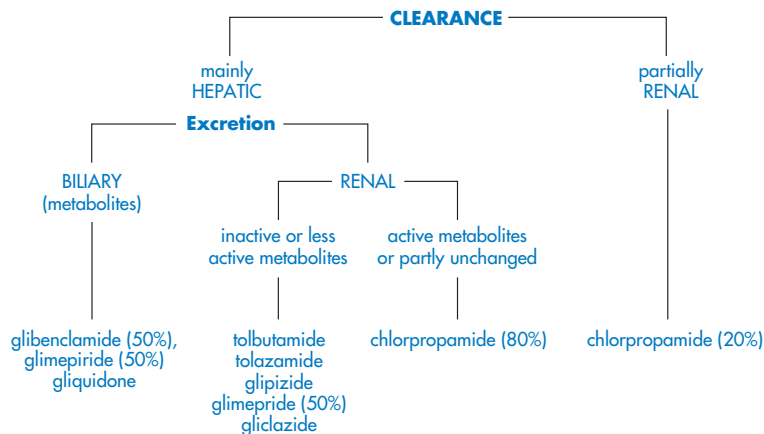 CLEARANCE
mainly
HEPATIC
partially
RENAL
Excretion
BILIARY
(metabolites)
RENAL
inactive or less
active metabolites
active metabolites
or partly unchanged
glibenclamide (50%),
glimepiride (50%)
gliquidone
tolbutamide
tolazamide
glipizide
glimepride (50%)
gliclazide
chlorpropamide (80%)
chlorpropamide (20%)